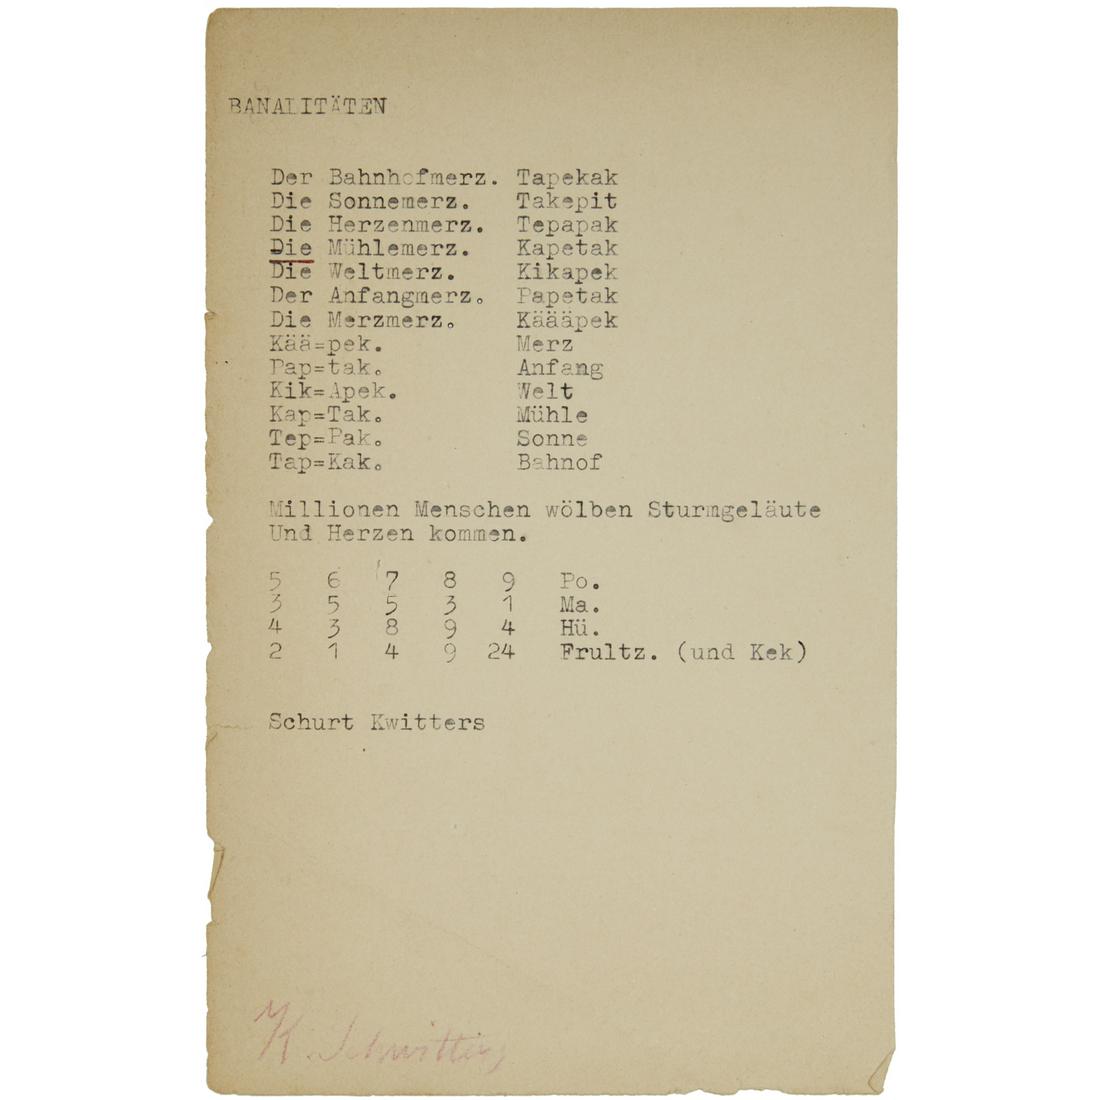 BANALITÄTEN
Der Bahnhofmerz. Tapekak
Die Sonnemerz. Takepit
Die Herzenmerz. Tepapak
Die Mühlemerz. Kapetak
Die Weltmerz. Kikapek
Der Anfangmerz. Papetak
Die Merzmerz. Käääpek
Kää=pek. Merz
Pap=tak. Anfang
Kik=Apek. Welt
Kap=Tak. Mühle
Tep=Pak. Sonne
Tap=Kak. Bahnof
Millionen Menschen wölben Sturmgeläute
Und Herzen kommen.
5 6 7 8 9 Po.
3 5 5 3 1 Ma.
4 3 8 9 4 Hü.
2 1 4 9 24 Frultz. (und Kek)
Schurt Kwitters
K. Schwitters